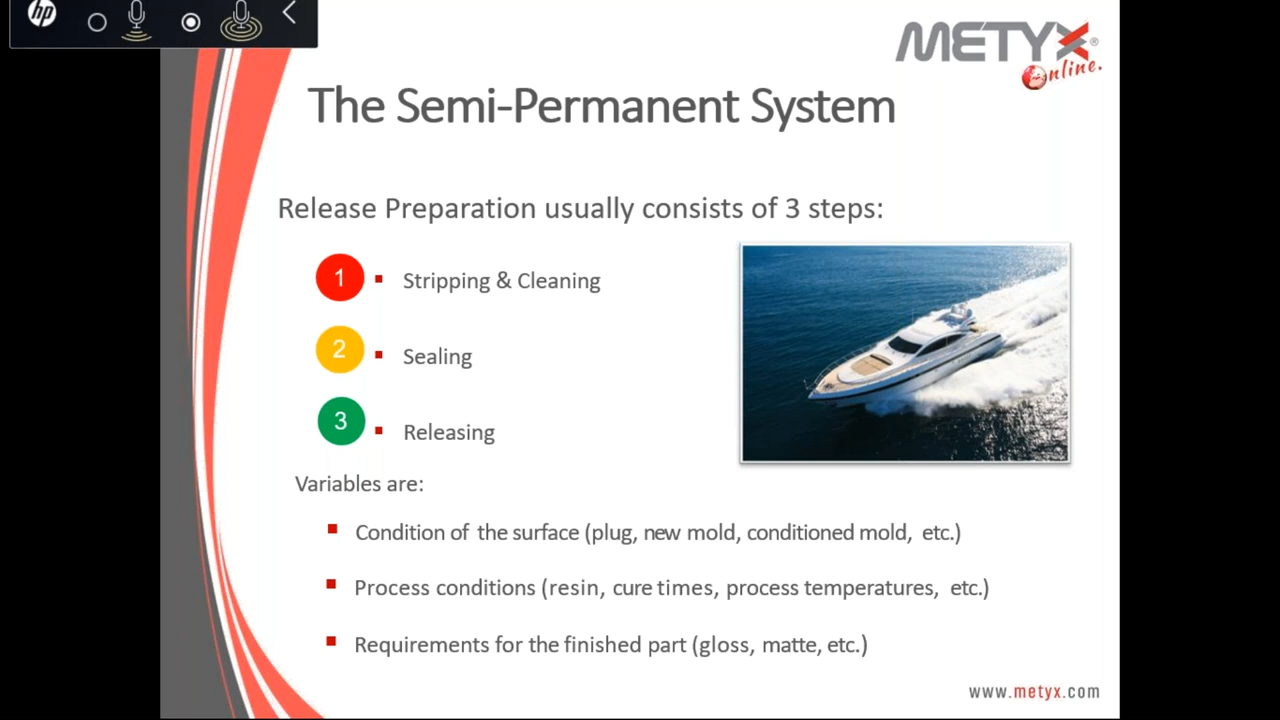 hp
METYX®
Online.
The Semi-Permanent System
Release Preparation usually consists of 3 steps:
1 ▪ Stripping & Cleaning
2 ▪ Sealing
3 ▪ Releasing
Variables are:
▪ Condition of the surface (plug, new mold, conditioned mold, etc.)
▪ Process conditions (resin, cure times, process temperatures, etc.)
▪ Requirements for the finished part (gloss, matte, etc.)
www.metyx.com